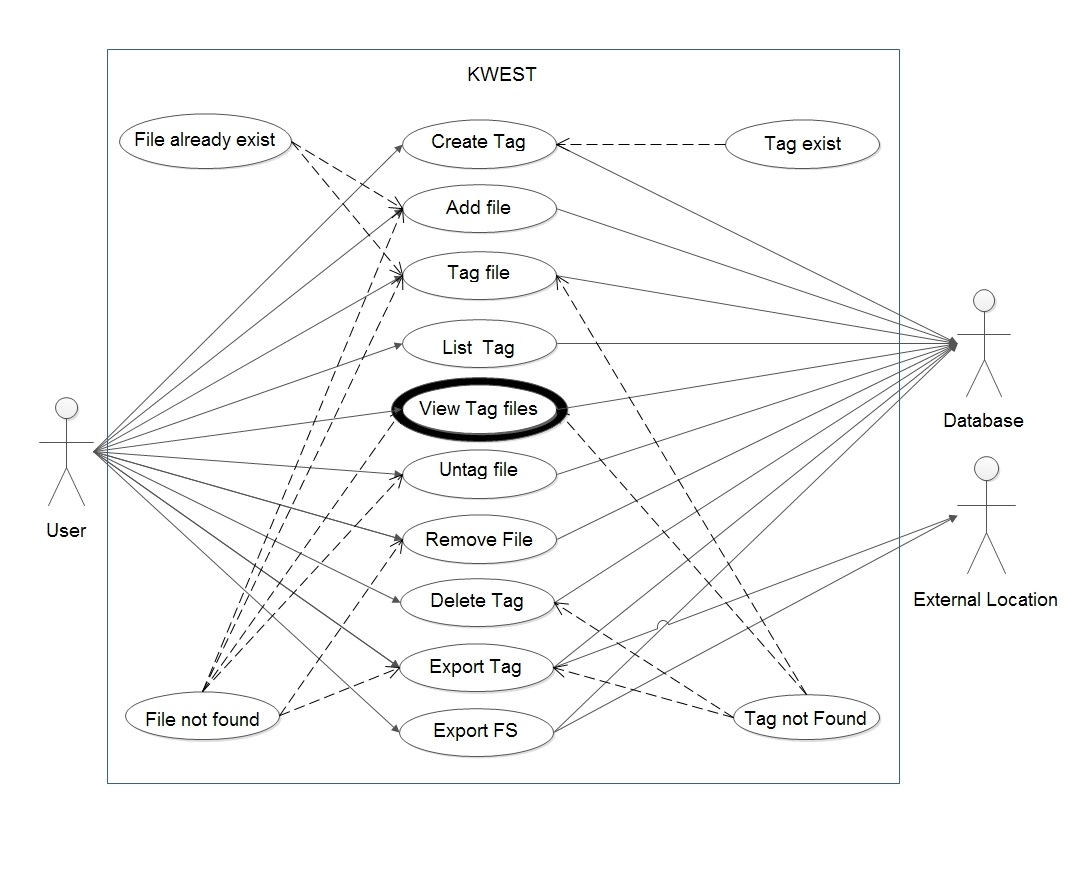 KWEST
File already exist
Create Tag
Tag exist
Add file
Tag file
List Tag
View Tag files
Database
Untag file
User
Remove File
Delete Tag
External Location
Export Tag
File not found
Tag not Found
Export FS